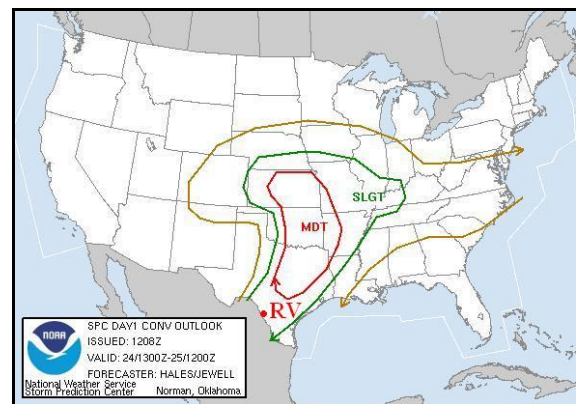 SLGT
MDT
RV
SPC DAY1 CONV OUTLOOK
ISSUED: 1208Z
VALID: 24/1300Z-25/1200Z
FORECASTER: HALES/JEWELL
National Weather Service
Storm Prediction Center Norman, Oklahoma
NOAA